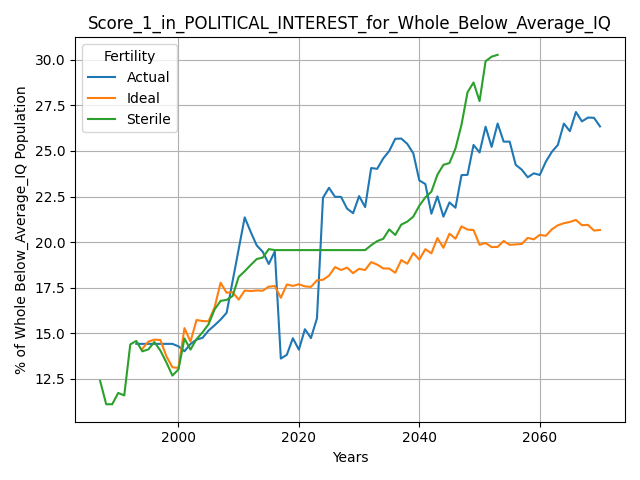 Score_1_in_POLITICAL_INTEREST_for_Whole_Below_Average_IQ
Fertility
Actual
Ideal
Sterile
% of Whole Below_Average_IQ Population
30.0
27.5
25.0
22.5
20.0
17.5
15.0
12.5
2000
2020
2040
2060
Years